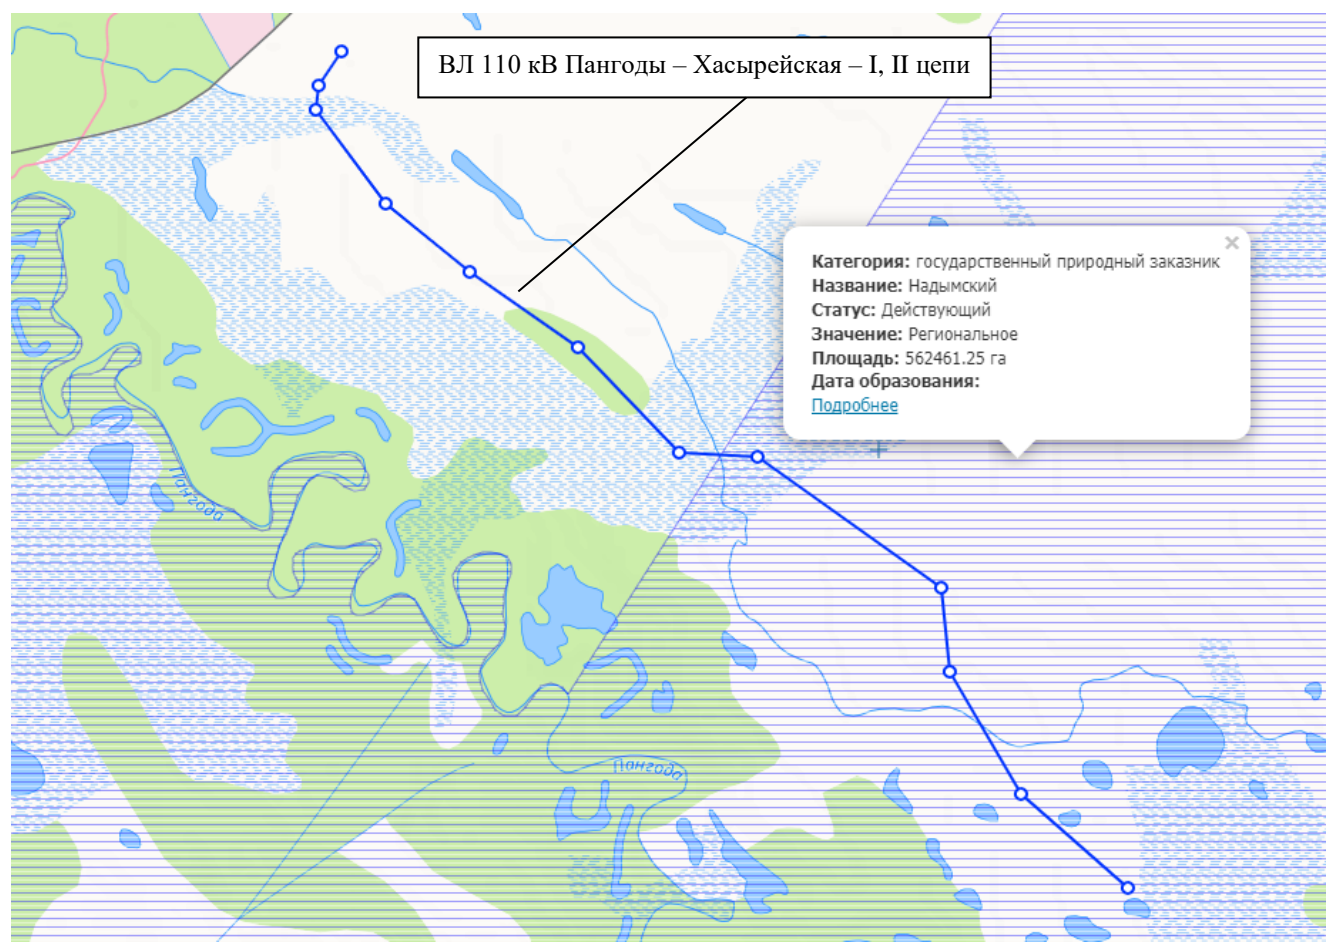 ВЛ 110 кВ Пангоды – Хасырейская – I, II цепи
×
Категория: государственный природный заказник
Название: Надымский
Статус: Действующий
Значение: Региональное
Площадь: 562461.25 га
Дата образования:
Подробнее
Пангода
Пангода